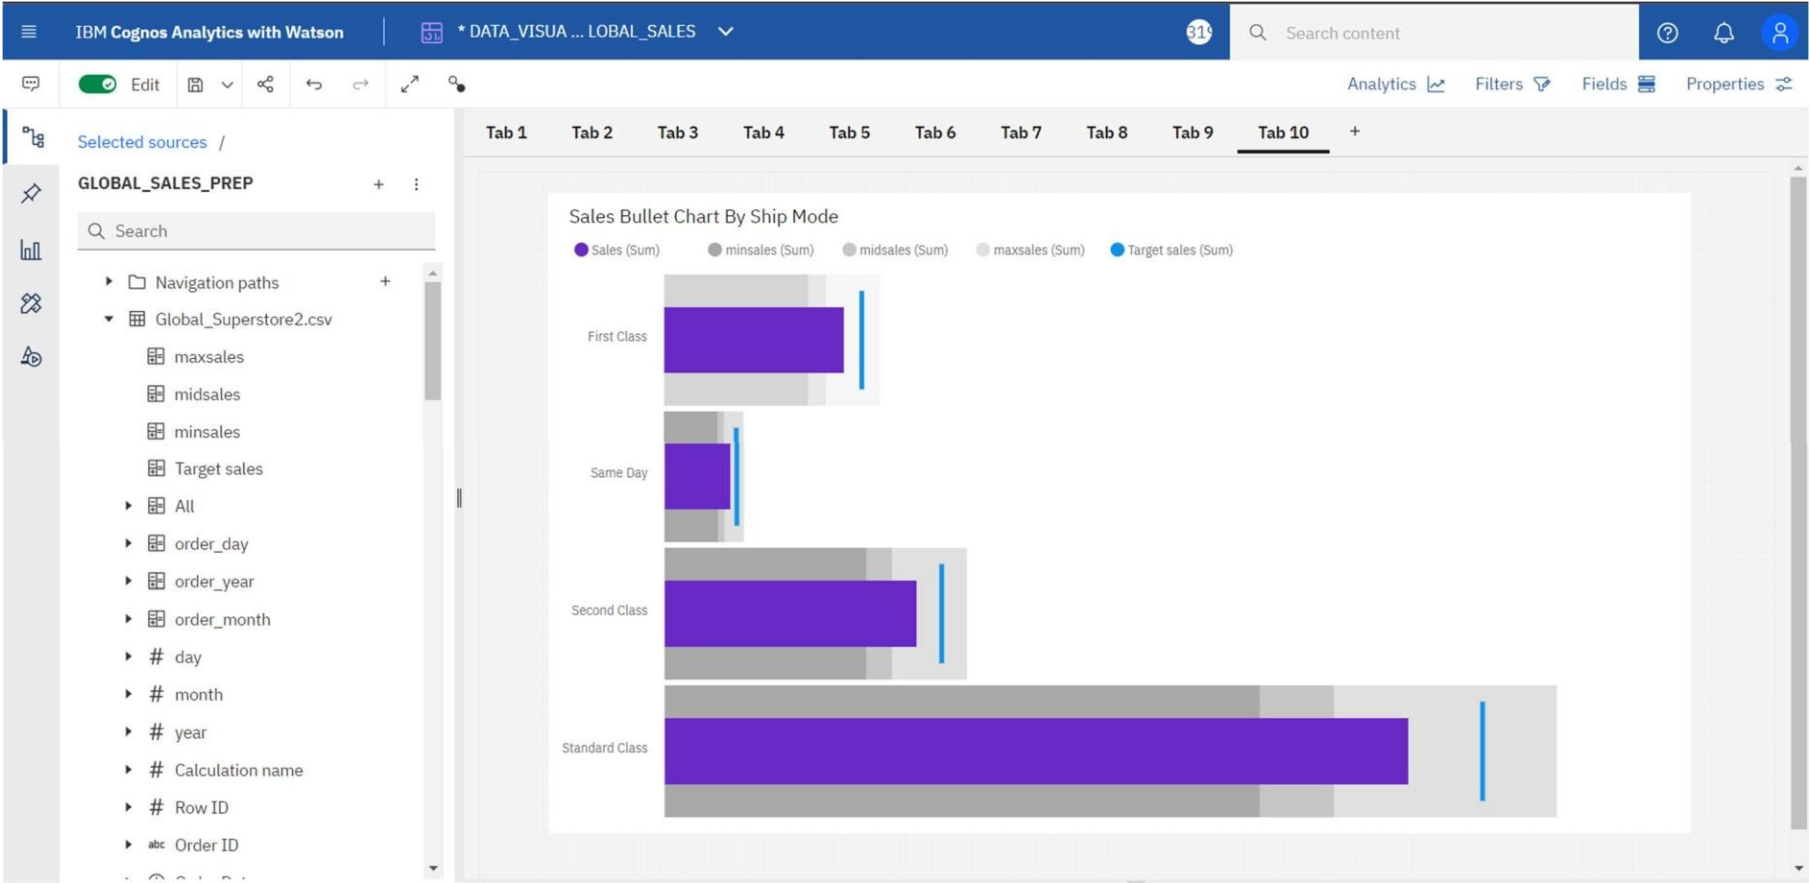 IBM Cognos Analytics with Watson
* DATA_VISUA ... LOBAL_SALES
Search content
Edit
Analytics
Filters
Fields
Properties
Selected sources /
Tab 1 Tab 2 Tab 3 Tab 4 Tab 5 Tab 6 Tab 7 Tab 8 Tab 9 Tab 10 +
GLOBAL_SALES_PREP
Search
Navigation paths
Global_Superstore2.csv
maxsales
midsales
minsales
Target sales
All
order_day
order_year
order_month
# day
# month
# year
# Calculation name
# Row ID
abc Order ID
Sales Bullet Chart By Ship Mode
Sales (Sum) minsales (Sum) midsales (Sum) maxsales (Sum) Target sales (Sum)
First Class
Same Day
Second Class
Standard Class